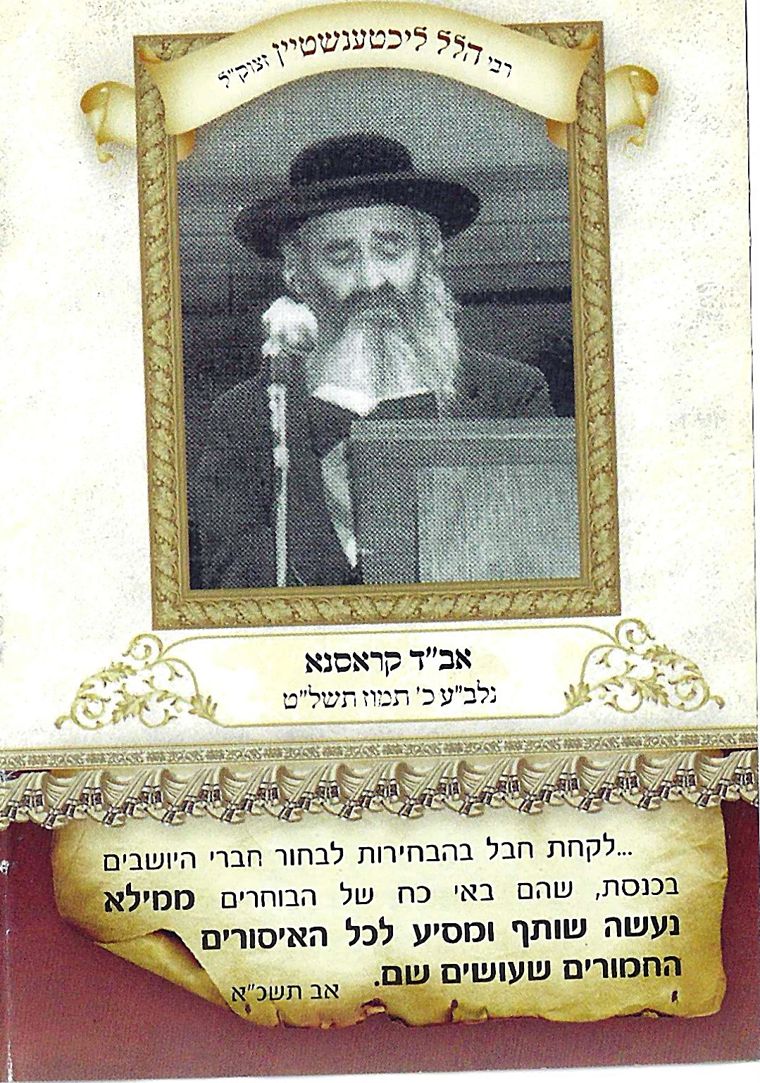 רבי הלל ליכטענשטיין זצוק"ל
אב"ד קראסנא
נלב"ע כ' תמוז תשל"ט
...לקחת חבל בהבחירות לבחור חברי היושבים
בכנסת, שהם באי כח של הבוחרים ממילא
נעשה שותף ומסיע לכל האיסורים
החמורים שעושים שם.
אב תשכ"א